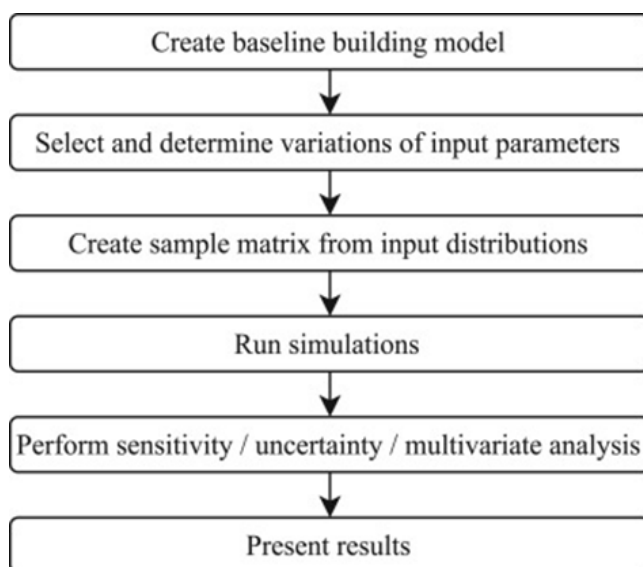 Create baseline building model
Select and determine variations of input parameters
Create sample matrix from input distributions
Run simulations
Perform sensitivity / uncertainty / multivariate analysis
Present results